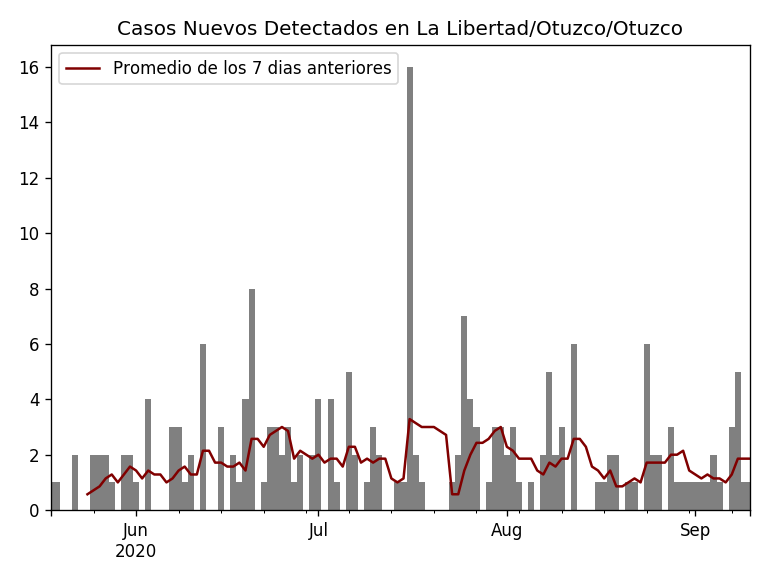 Casos Nuevos Detectados en La Libertad/Otuzco/Otuzco
Promedio de los 7 dias anteriores
16
14
12
10
8
6
4
2
0
Jun
2020
Jul
Aug
Sep